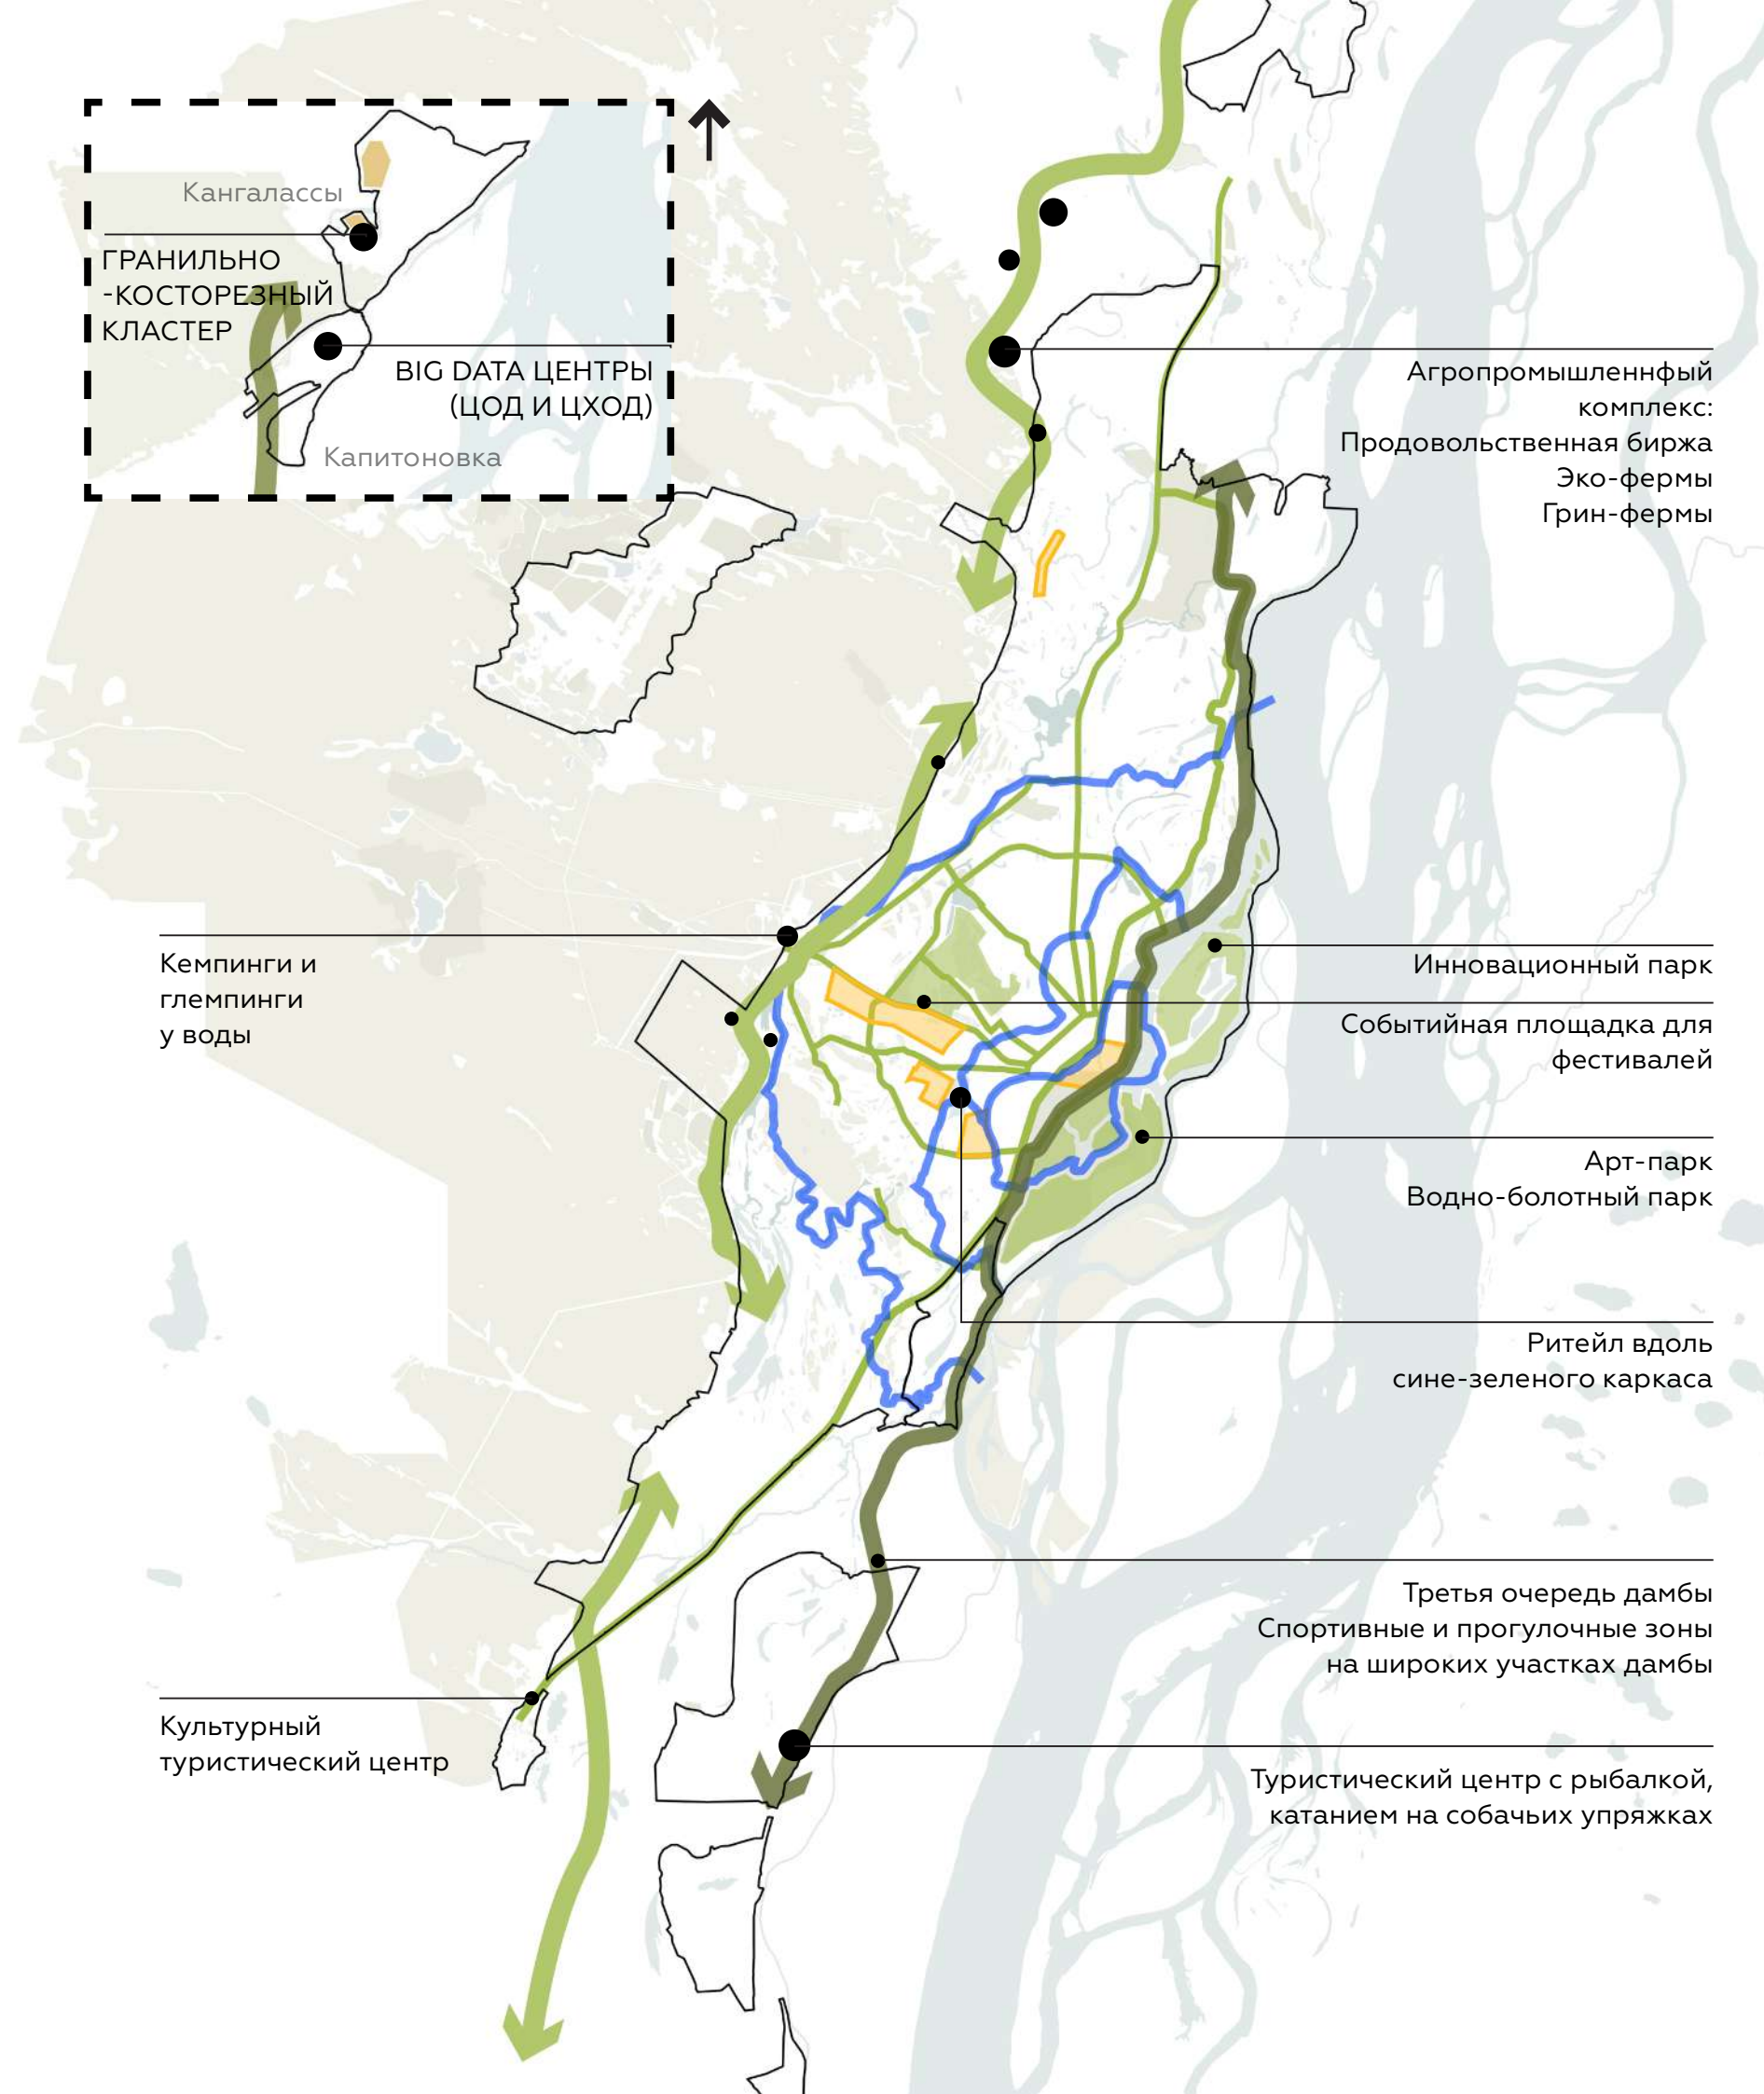 Кангалассы
ГРАНИЛЬНО
-КОСТОРЕЗНЫЙ
КЛАСТЕР
BIG DATA ЦЕНТРЫ
(ЦОД И ЦХОД)
Капитоновка
Агропромышленнфый
комплекс:
Продовольственная биржа
Эко-фермы
Грин-фермы
Кемпинги и
глемпинги
у воды
Инновационный парк
Событийная площадка для
фестивалей
Арт-парк
Водно-болотный парк
Ритейл вдоль
сине-зеленого каркаса
Третья очередь дамбы
Спортивные и прогулочные зоны
на широких участках дамбы
Культурный
туристический центр
Туристический центр с рыбалкой,
катанием на собачьих упряжках